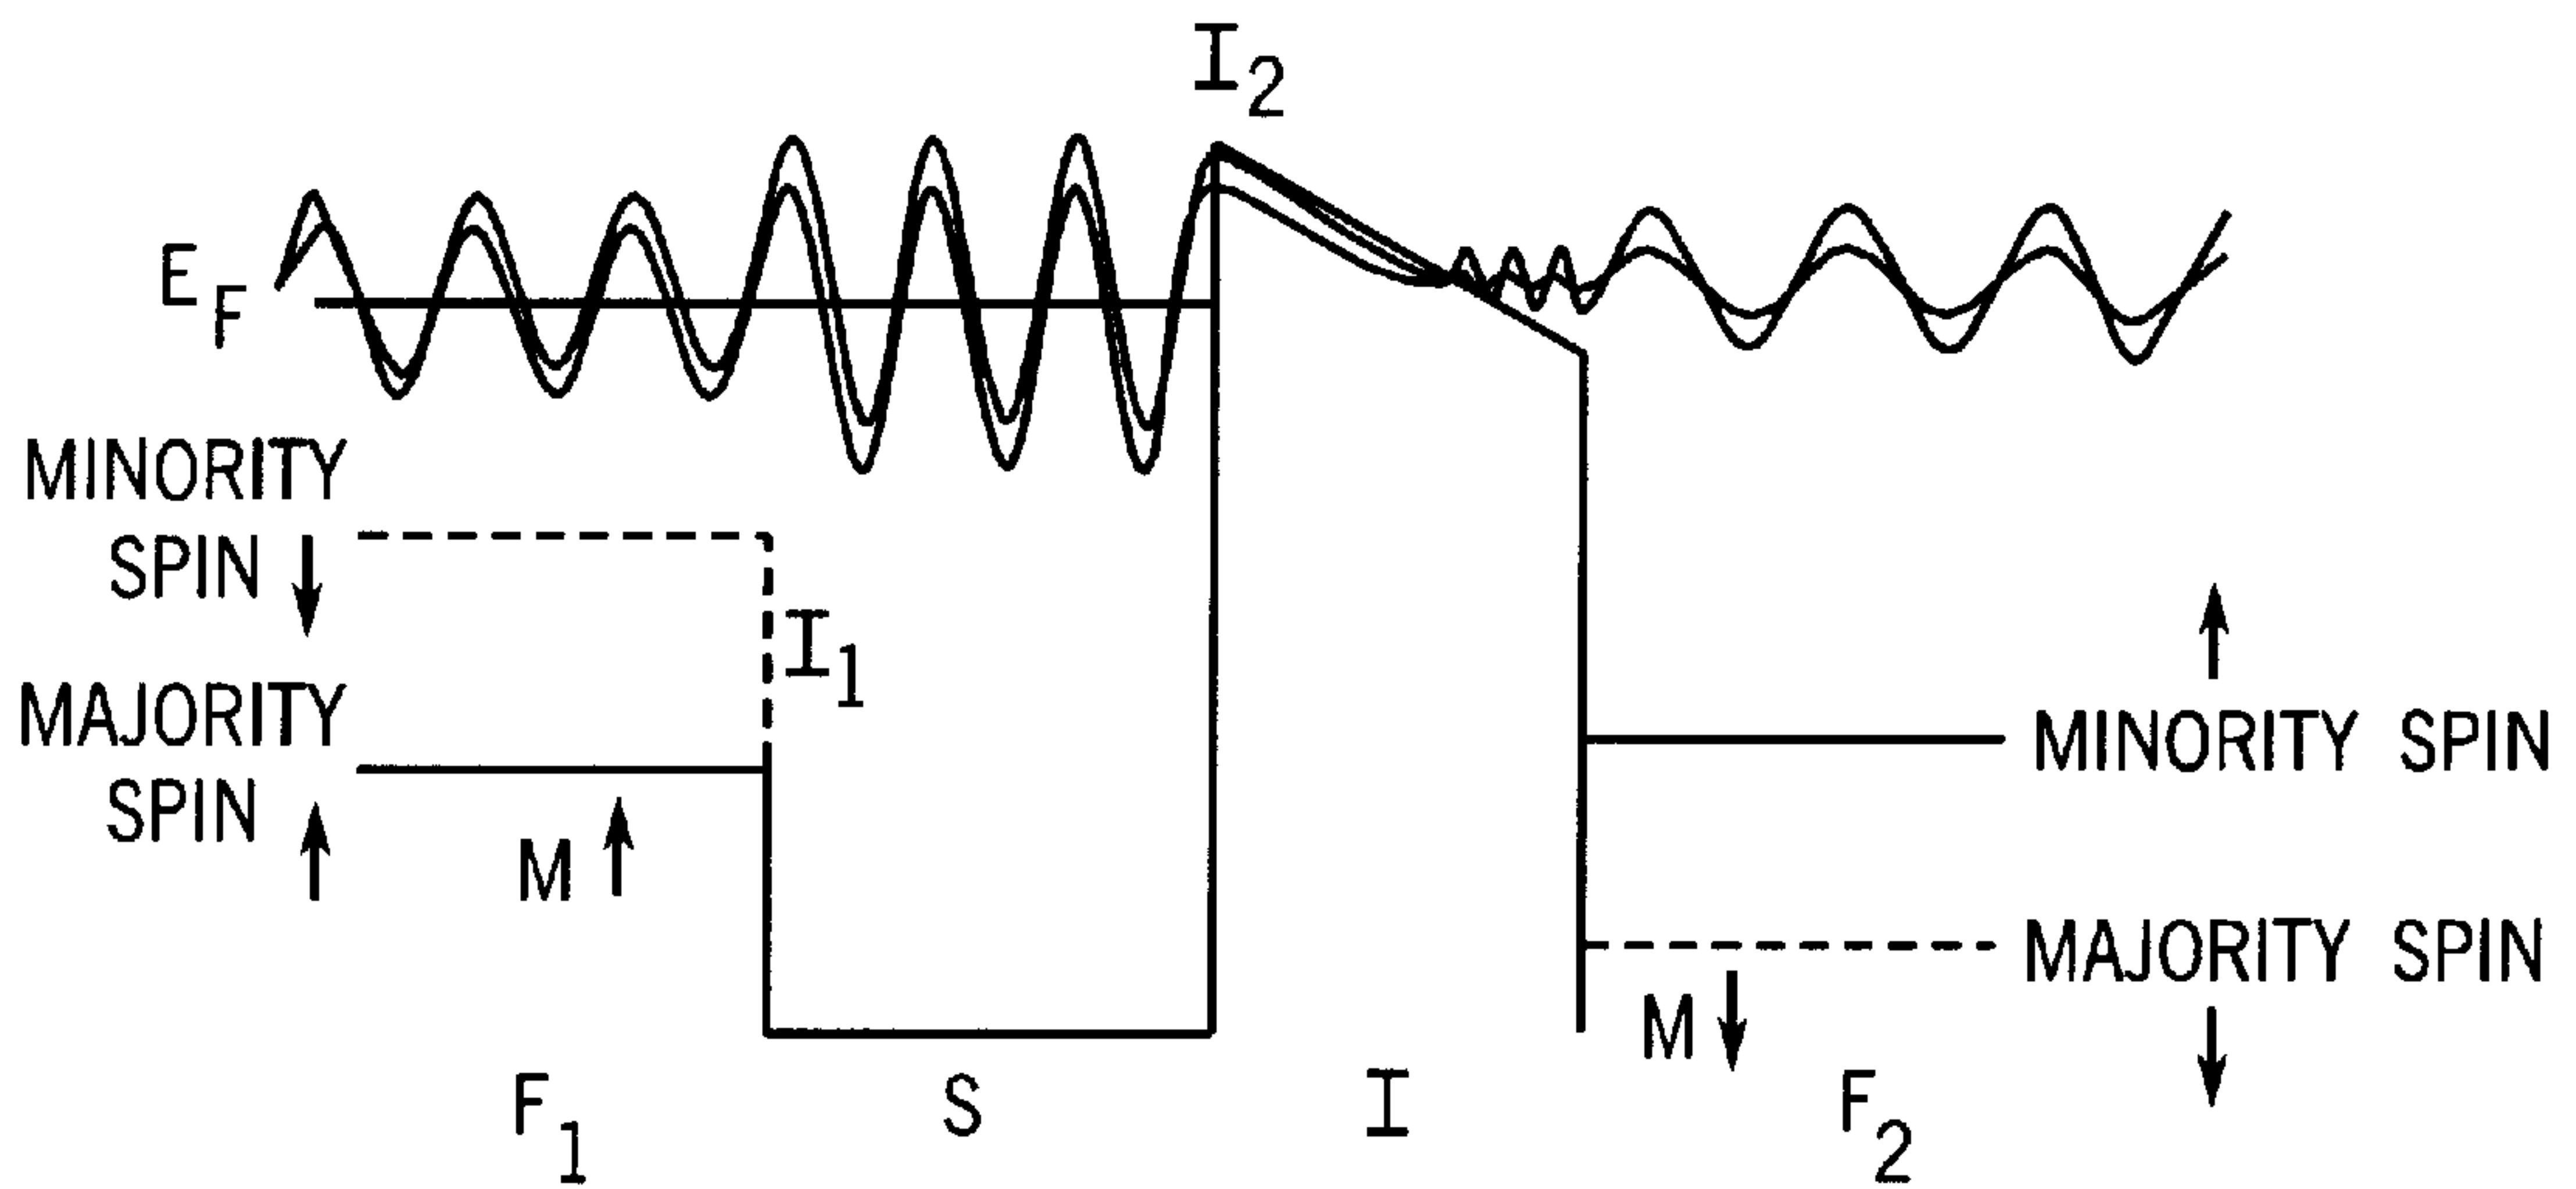 I2
EF
MINORITY
SPIN
I1
MAJORITY
SPIN
M
MINORITY SPIN
MAJORITY SPIN
M
F1
S
I
F2